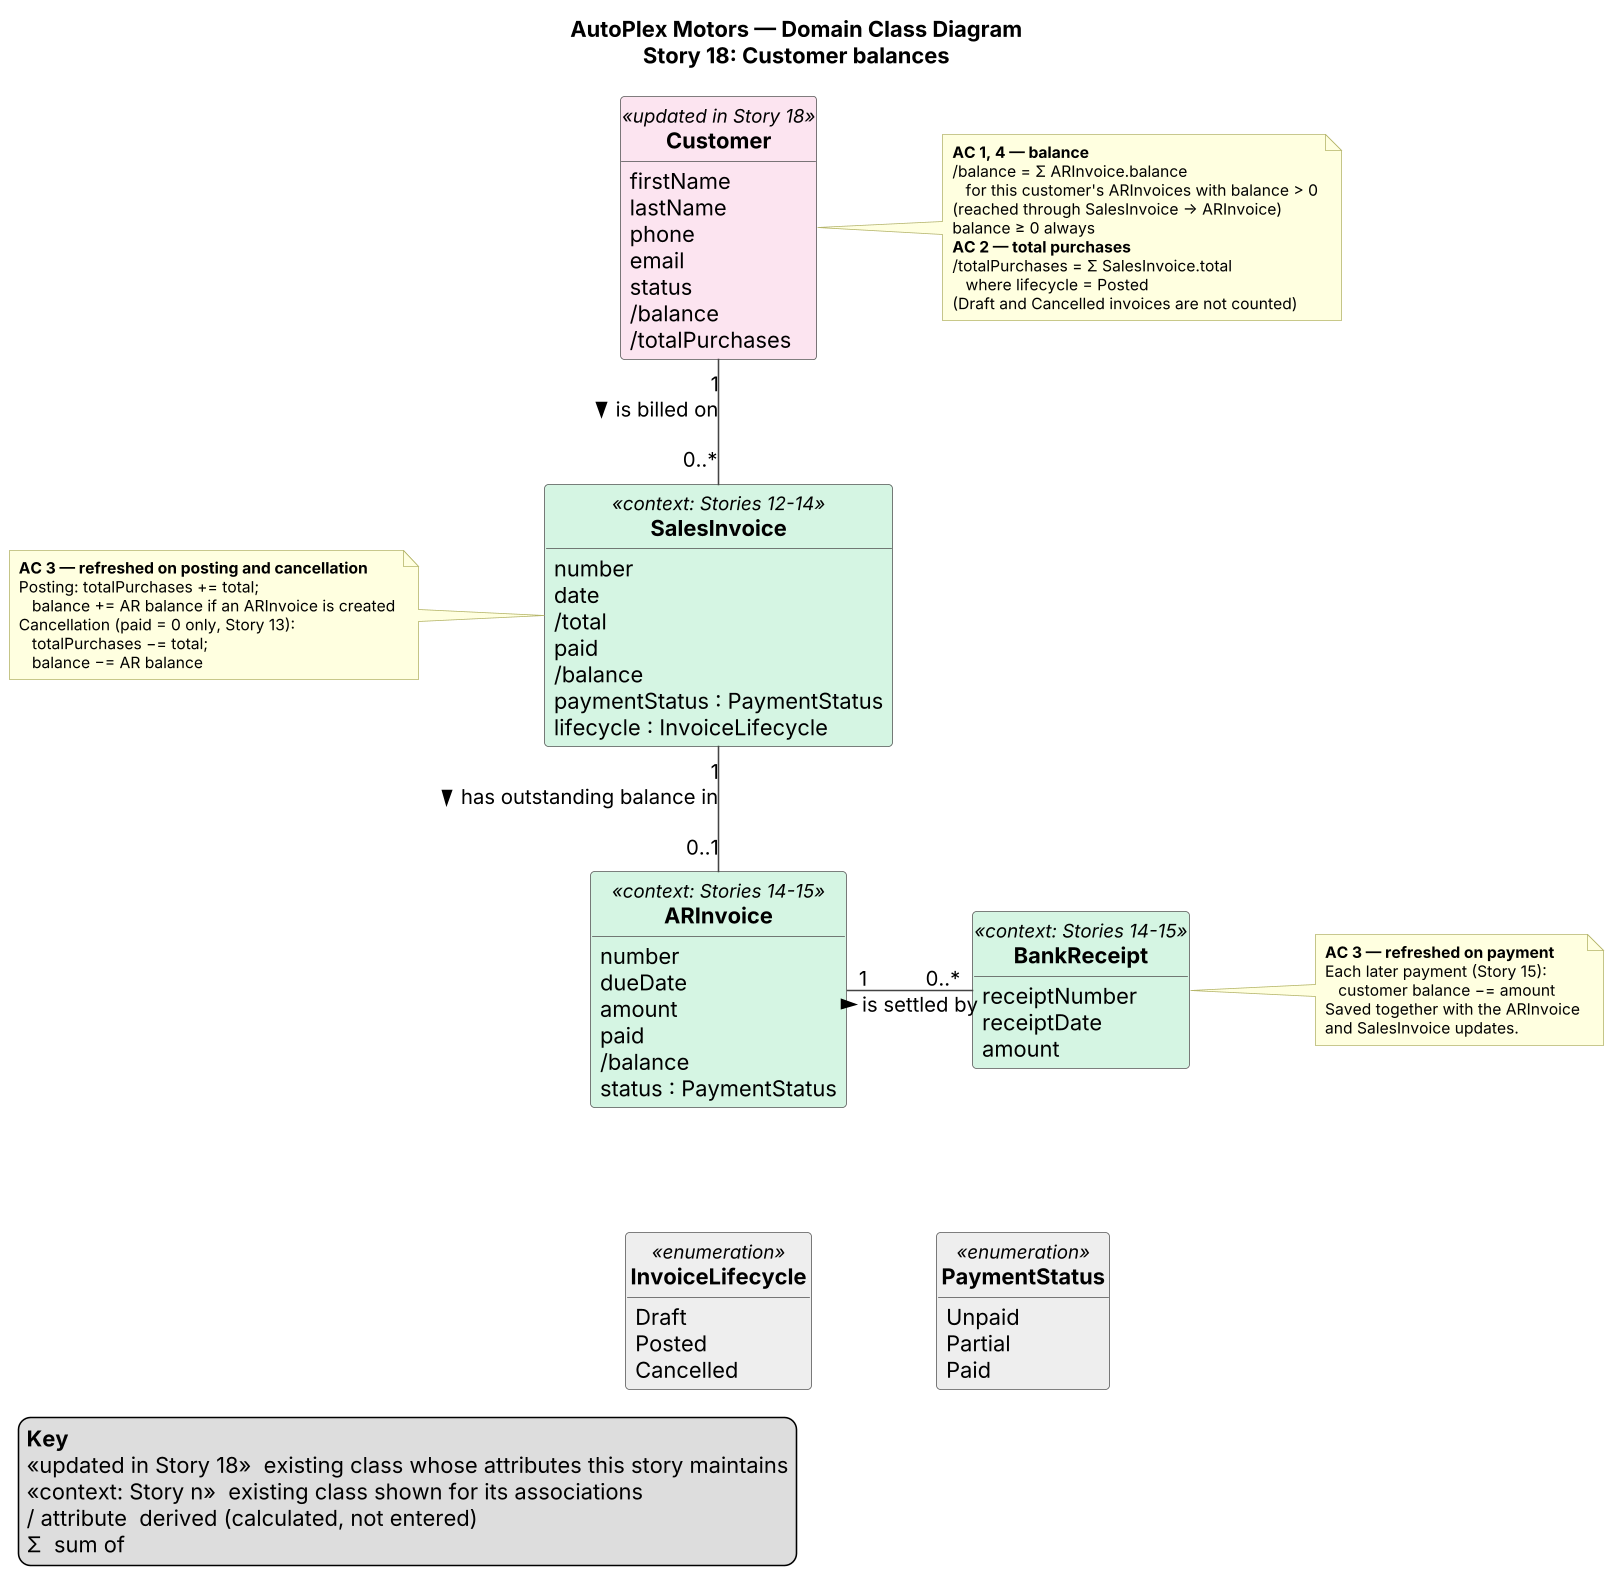 AutoPlex Motors — Domain Class Diagram
Story 18: Customer balances
«updated in Story 18»
Customer
firstName
lastName
phone
email
status
/balance
/totalPurchases
AC 1, 4 — balance
/balance = Σ ARInvoice.balance
for this customer's ARInvoices with balance > 0
(reached through SalesInvoice → ARInvoice)
balance ≥ 0 always
AC 2 — total purchases
/totalPurchases = Σ SalesInvoice.total
where lifecycle = Posted
(Draft and Cancelled invoices are not counted)
1
▼ is billed on
0..*
«context: Stories 12-14»
SalesInvoice
number
date
/total
paid
/balance
paymentStatus : PaymentStatus
lifecycle : InvoiceLifecycle
AC 3 — refreshed on posting and cancellation
Posting: totalPurchases += total;
balance += AR balance if an ARInvoice is created
Cancellation (paid = 0 only, Story 13):
totalPurchases −= total;
balance −= AR balance
1
▼ has outstanding balance in
0..1
«context: Stories 14-15»
ARInvoice
number
dueDate
amount
paid
/balance
status : PaymentStatus
1 0..*
► is settled by
«context: Stories 14-15»
BankReceipt
receiptNumber
receiptDate
amount
AC 3 — refreshed on payment
Each later payment (Story 15):
customer balance −= amount
Saved together with the ARInvoice
and SalesInvoice updates.
«enumeration»
InvoiceLifecycle
Draft
Posted
Cancelled
«enumeration»
PaymentStatus
Unpaid
Partial
Paid
Key
«updated in Story 18»  existing class whose attributes this story maintains
«context: Story n»  existing class shown for its associations
/ attribute  derived (calculated, not entered)
Σ  sum of